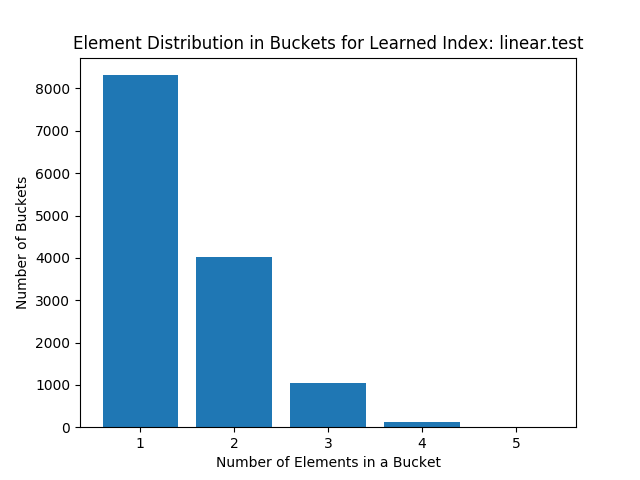 Element Distribution in Buckets for Learned Index: linear.test
Number of Buckets
8000
7000
6000
5000
4000
3000
2000
1000
0
1 2 3 4 5
Number of Elements in a Bucket